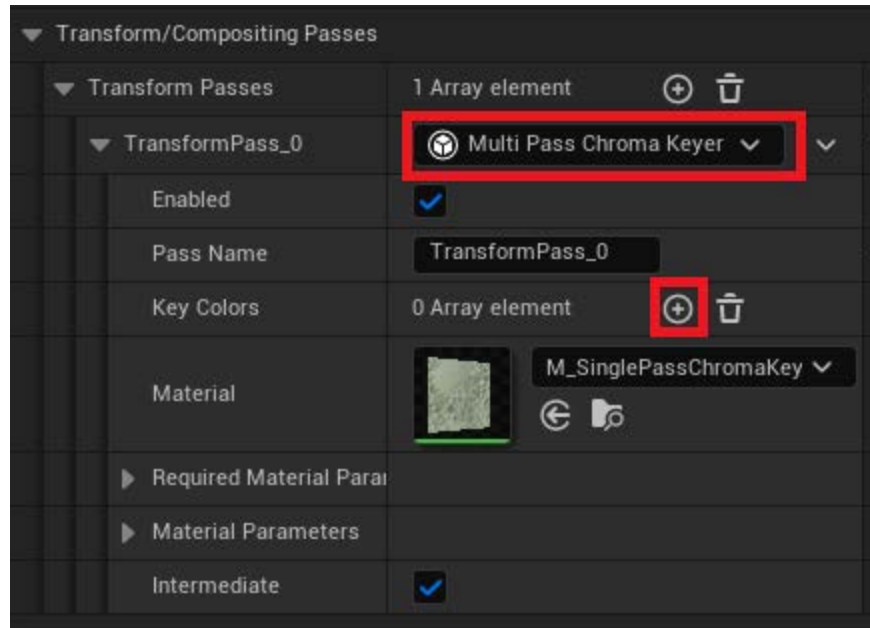 Transform/Compositing Passes
Transform Passes 1 Array element
TransformPass_0 Multi Pass Chroma Keyer
Enabled
Pass Name TransformPass_0
Key Colors 0 Array element
Material M_SinglePassChromaKey
Required Material Para
Material Parameters
Intermediate